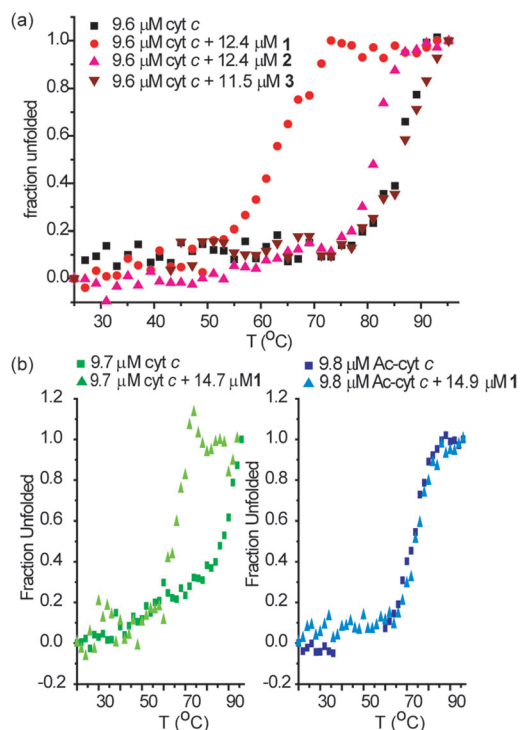 (a)
9.6 μM cyt c
9.6 μM cyt c + 12.4 μM 1
9.6 μM cyt c + 12.4 μM 2
9.6 μM cyt c + 11.5 μM 3
fraction unfolded
1.0
0.8
0.6
0.4
0.2
0.0
30 40 50 60 70 80 90
T (°C)
(b)
9.7 μM cyt c
9.7 μM cyt c + 14.7 μM1
9.8 μM Ac-cyt c
9.8 μM Ac-cyt c + 14.9 μM1
Fraction Unfolded
1.2
1.0
0.8
0.6
0.4
0.2
0.0
-0.2
30 50 70 90
T (°C)
Fraction Unfolded
1.2
1.0
0.8
0.6
0.4
0.2
0.0
-0.2
30 50 70 90
T (°C)